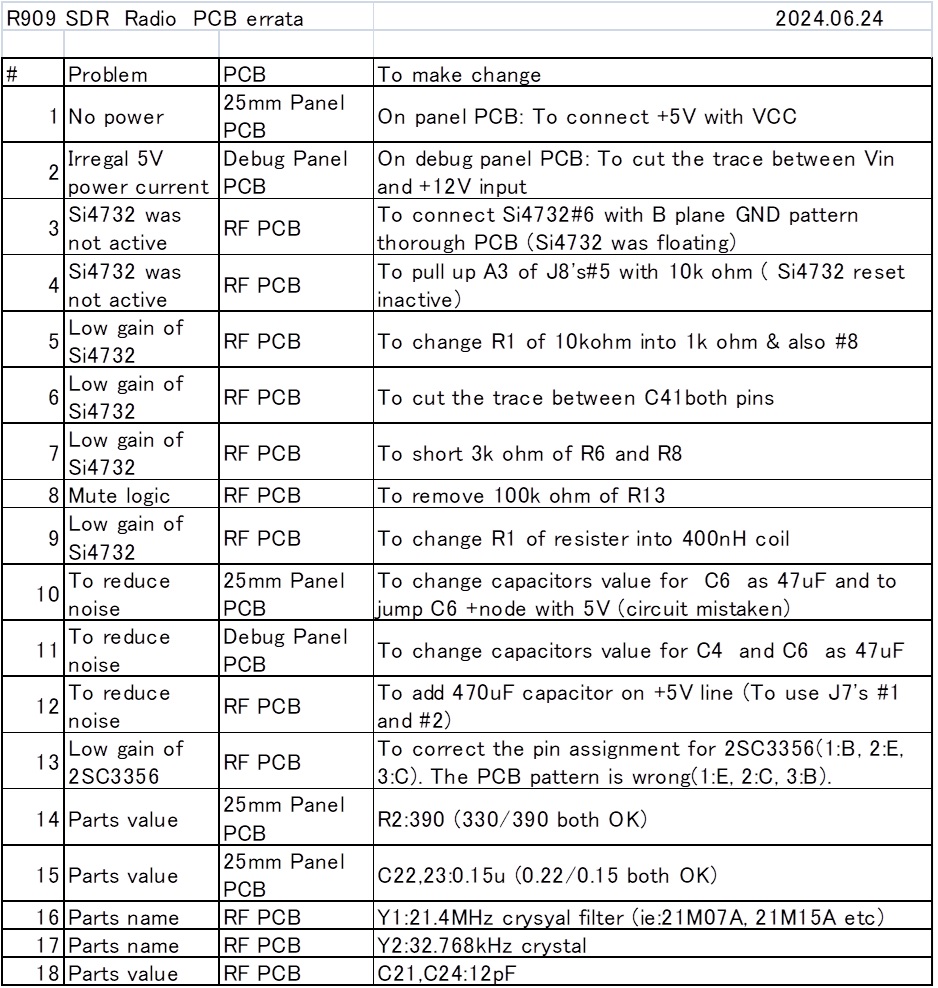 R909 SDR Radio PCB errata 2024.06.24
# Problem PCB To make change
1 No power 25mm Panel PCB On panel PCB: To connect +5V with VCC
2 Irregal 5V power current Debug Panel PCB On debug panel PCB: To cut the trace between Vin and +12V input
3 Si4732 was not active RF PCB To connect Si4732#6 with B plane GND pattern thorough PCB (Si4732 was floating)
4 Si4732 was not active RF PCB To pull up A3 of J8's#5 with 10k ohm ( Si4732 reset inactive)
5 Low gain of Si4732 RF PCB To change R1 of 10kohm into 1k ohm & also #8
6 Low gain of Si4732 RF PCB To cut the trace between C41both pins
7 Low gain of Si4732 RF PCB To short 3k ohm of R6 and R8
8 Mute logic RF PCB To remove 100k ohm of R13
9 Low gain of Si4732 RF PCB To change R1 of resister into 400nH coil
10 To reduce noise 25mm Panel PCB To change capacitors value for C6 as 47uF and to jump C6 +node with 5V (circuit mistaken)
11 To reduce noise Debug Panel PCB To change capacitors value for C4 and C6 as 47uF
12 To reduce noise RF PCB To add 470uF capacitor on +5V line (To use J7's #1 and #2)
13 Low gain of 2SC3356 RF PCB To correct the pin assignment for 2SC3356(1:B, 2:E, 3:C). The PCB pattern is wrong(1:E, 2:C, 3:B).
14 Parts value 25mm Panel PCB R2:390 (330/390 both OK)
15 Parts value 25mm Panel PCB C22,23:0.15u (0.22/0.15 both OK)
16 Parts name RF PCB Y1:21.4MHz crysyal filter (ie:21M07A, 21M15A etc)
17 Parts name RF PCB Y2:32.768kHz crystal
18 Parts value RF PCB C21,C24:12pF